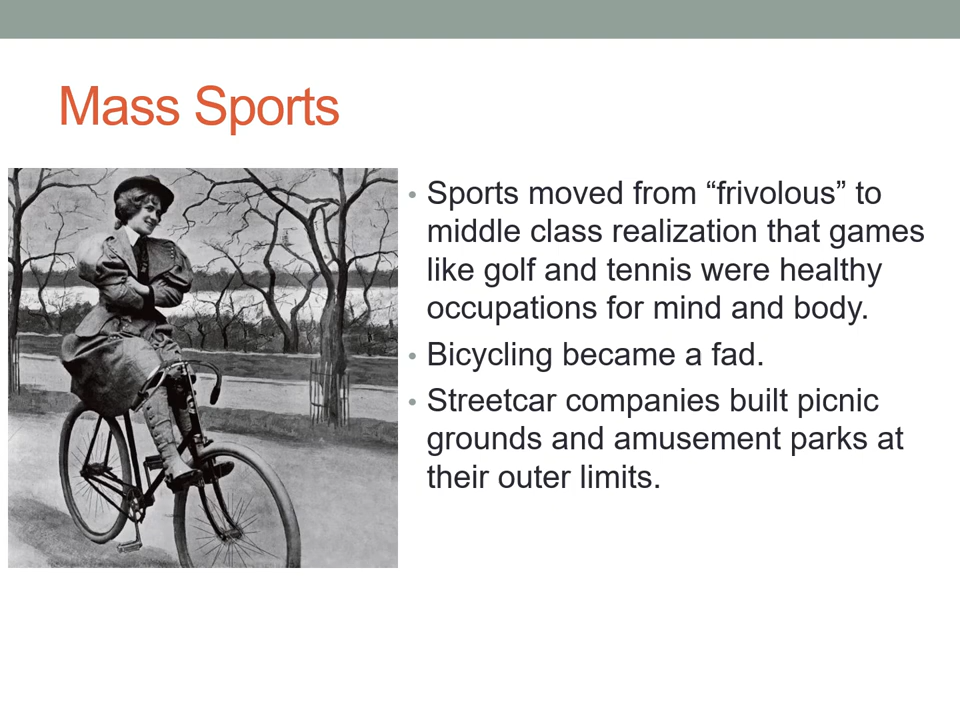 Mass Sports
• Sports moved from “frivolous” to
middle class realization that games
like golf and tennis were healthy
occupations for mind and body.
• Bicycling became a fad.
• Streetcar companies built picnic
grounds and amusement parks at
their outer limits.